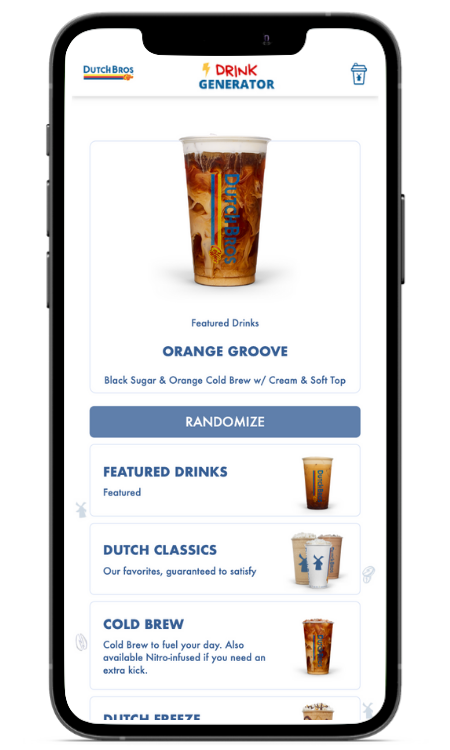 DUTCH BROS
DRINK
GENERATOR
DUTCH BROS
Featured Drinks
ORANGE GROOVE
Black Sugar & Orange Cold Brew w/ Cream & Soft Top
RANDOMIZE
FEATURED DRINKS
Featured
DUTCH CLASSICS
Our favorites, guaranteed to satisfy
COLD BREW
Cold Brew to fuel your day. Also
available Nitro-infused if you need an
extra kick.
DUTCH FREEZE